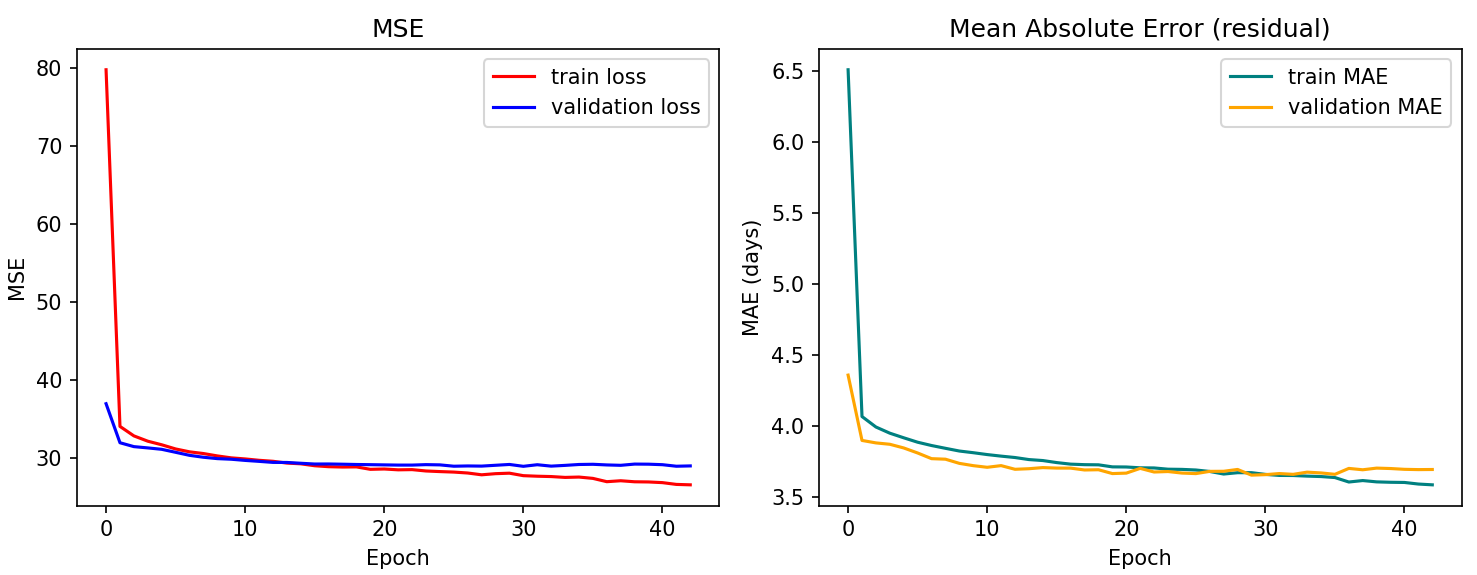 MSE
80
70
60
50
40
30
MSE
0 10 20 30 40
Epoch
train loss
validation loss
Mean Absolute Error (residual)
6.5
6.0
5.5
5.0
4.5
4.0
3.5
MAE (days)
0 10 20 30 40
Epoch
train MAE
validation MAE